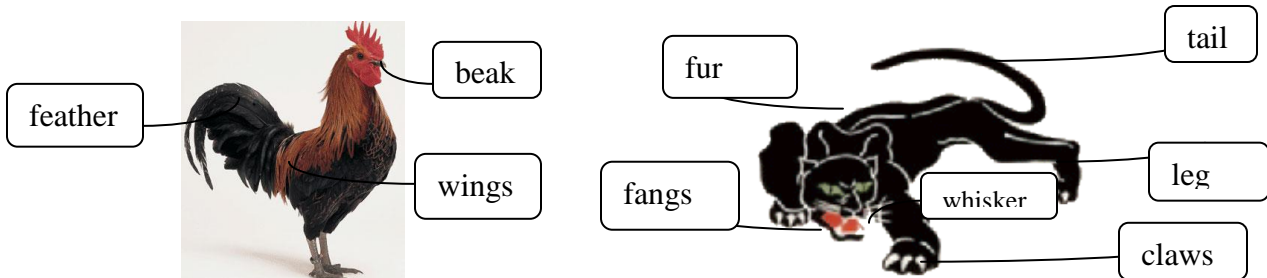 beak
feather
wings
tail
fur
fangs
whisker
leg
claws